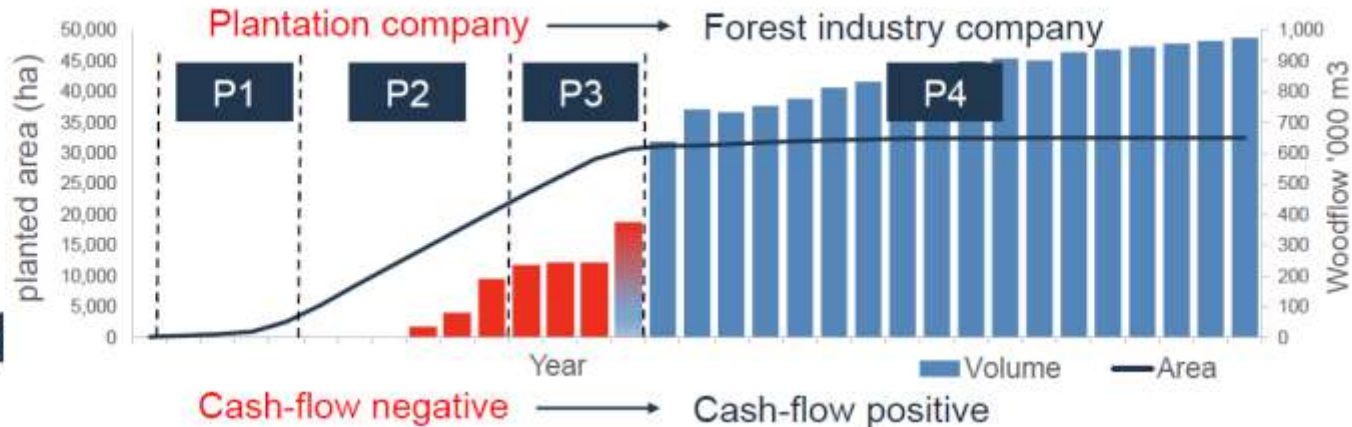 Plantation company
Forest industry company
planted area (ha)
50,000
45,000
40,000
35,000
30,000
25,000
20,000
15,000
10,000
5,000
0
P1
P2
P3
P4
1,000
900
800
700
600
500
400
300
200
100
0
Woodflow '000 m3
Year
Volume
Area
Cash-flow negative
Cash-flow positive